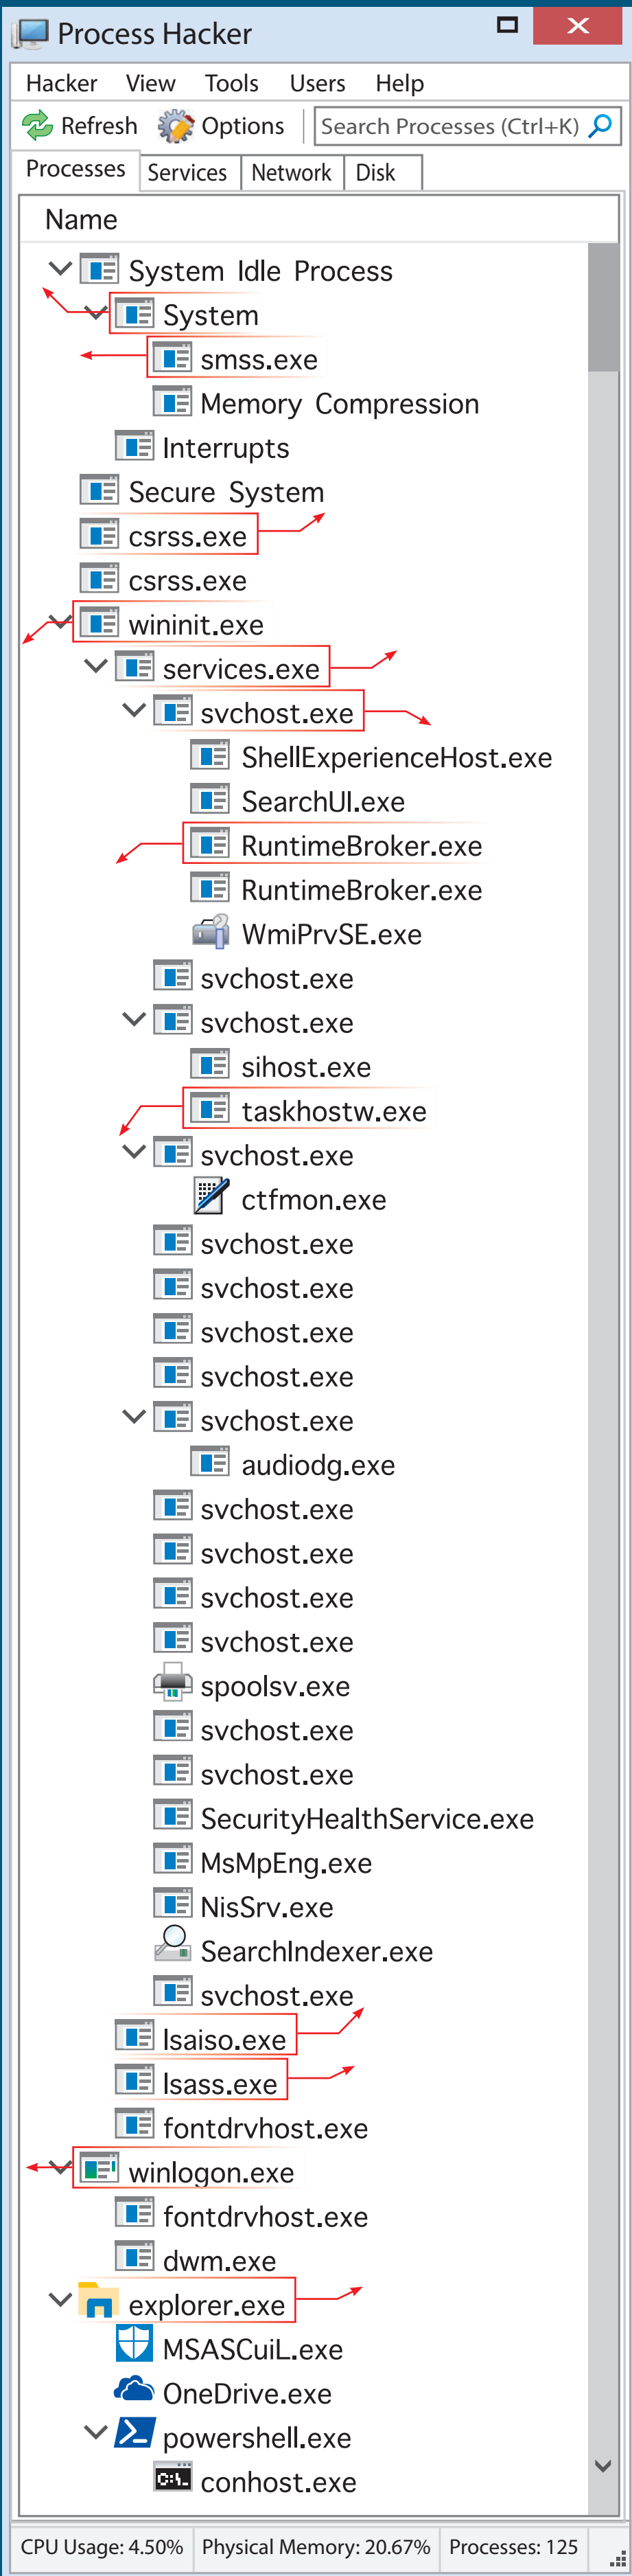 Process Hacker
Hacker View Tools Users Help
Refresh Options Search Processes (Ctrl+K)
Processes Services Network Disk
Name
System Idle Process
System
smss.exe
Memory Compression
Interrupts
Secure System
csrss.exe
csrss.exe
wininit.exe
services.exe
svchost.exe
ShellExperienceHost.exe
SearchUI.exe
RuntimeBroker.exe
RuntimeBroker.exe
WmiPrvSE.exe
svchost.exe
svchost.exe
sihost.exe
taskhostw.exe
svchost.exe
ctfmon.exe
svchost.exe
svchost.exe
svchost.exe
svchost.exe
svchost.exe
audiodg.exe
svchost.exe
svchost.exe
svchost.exe
svchost.exe
spoolsv.exe
svchost.exe
svchost.exe
SecurityHealthService.exe
MsMpEng.exe
NisSrv.exe
SearchIndexer.exe
svchost.exe
lsaiso.exe
lsass.exe
fontdrvhost.exe
winlogon.exe
fontdrvhost.exe
dwm.exe
explorer.exe
MSASCuiL.exe
OneDrive.exe
powershell.exe
C:\_ conhost.exe
CPU Usage: 4.50% Physical Memory: 20.67% Processes: 125